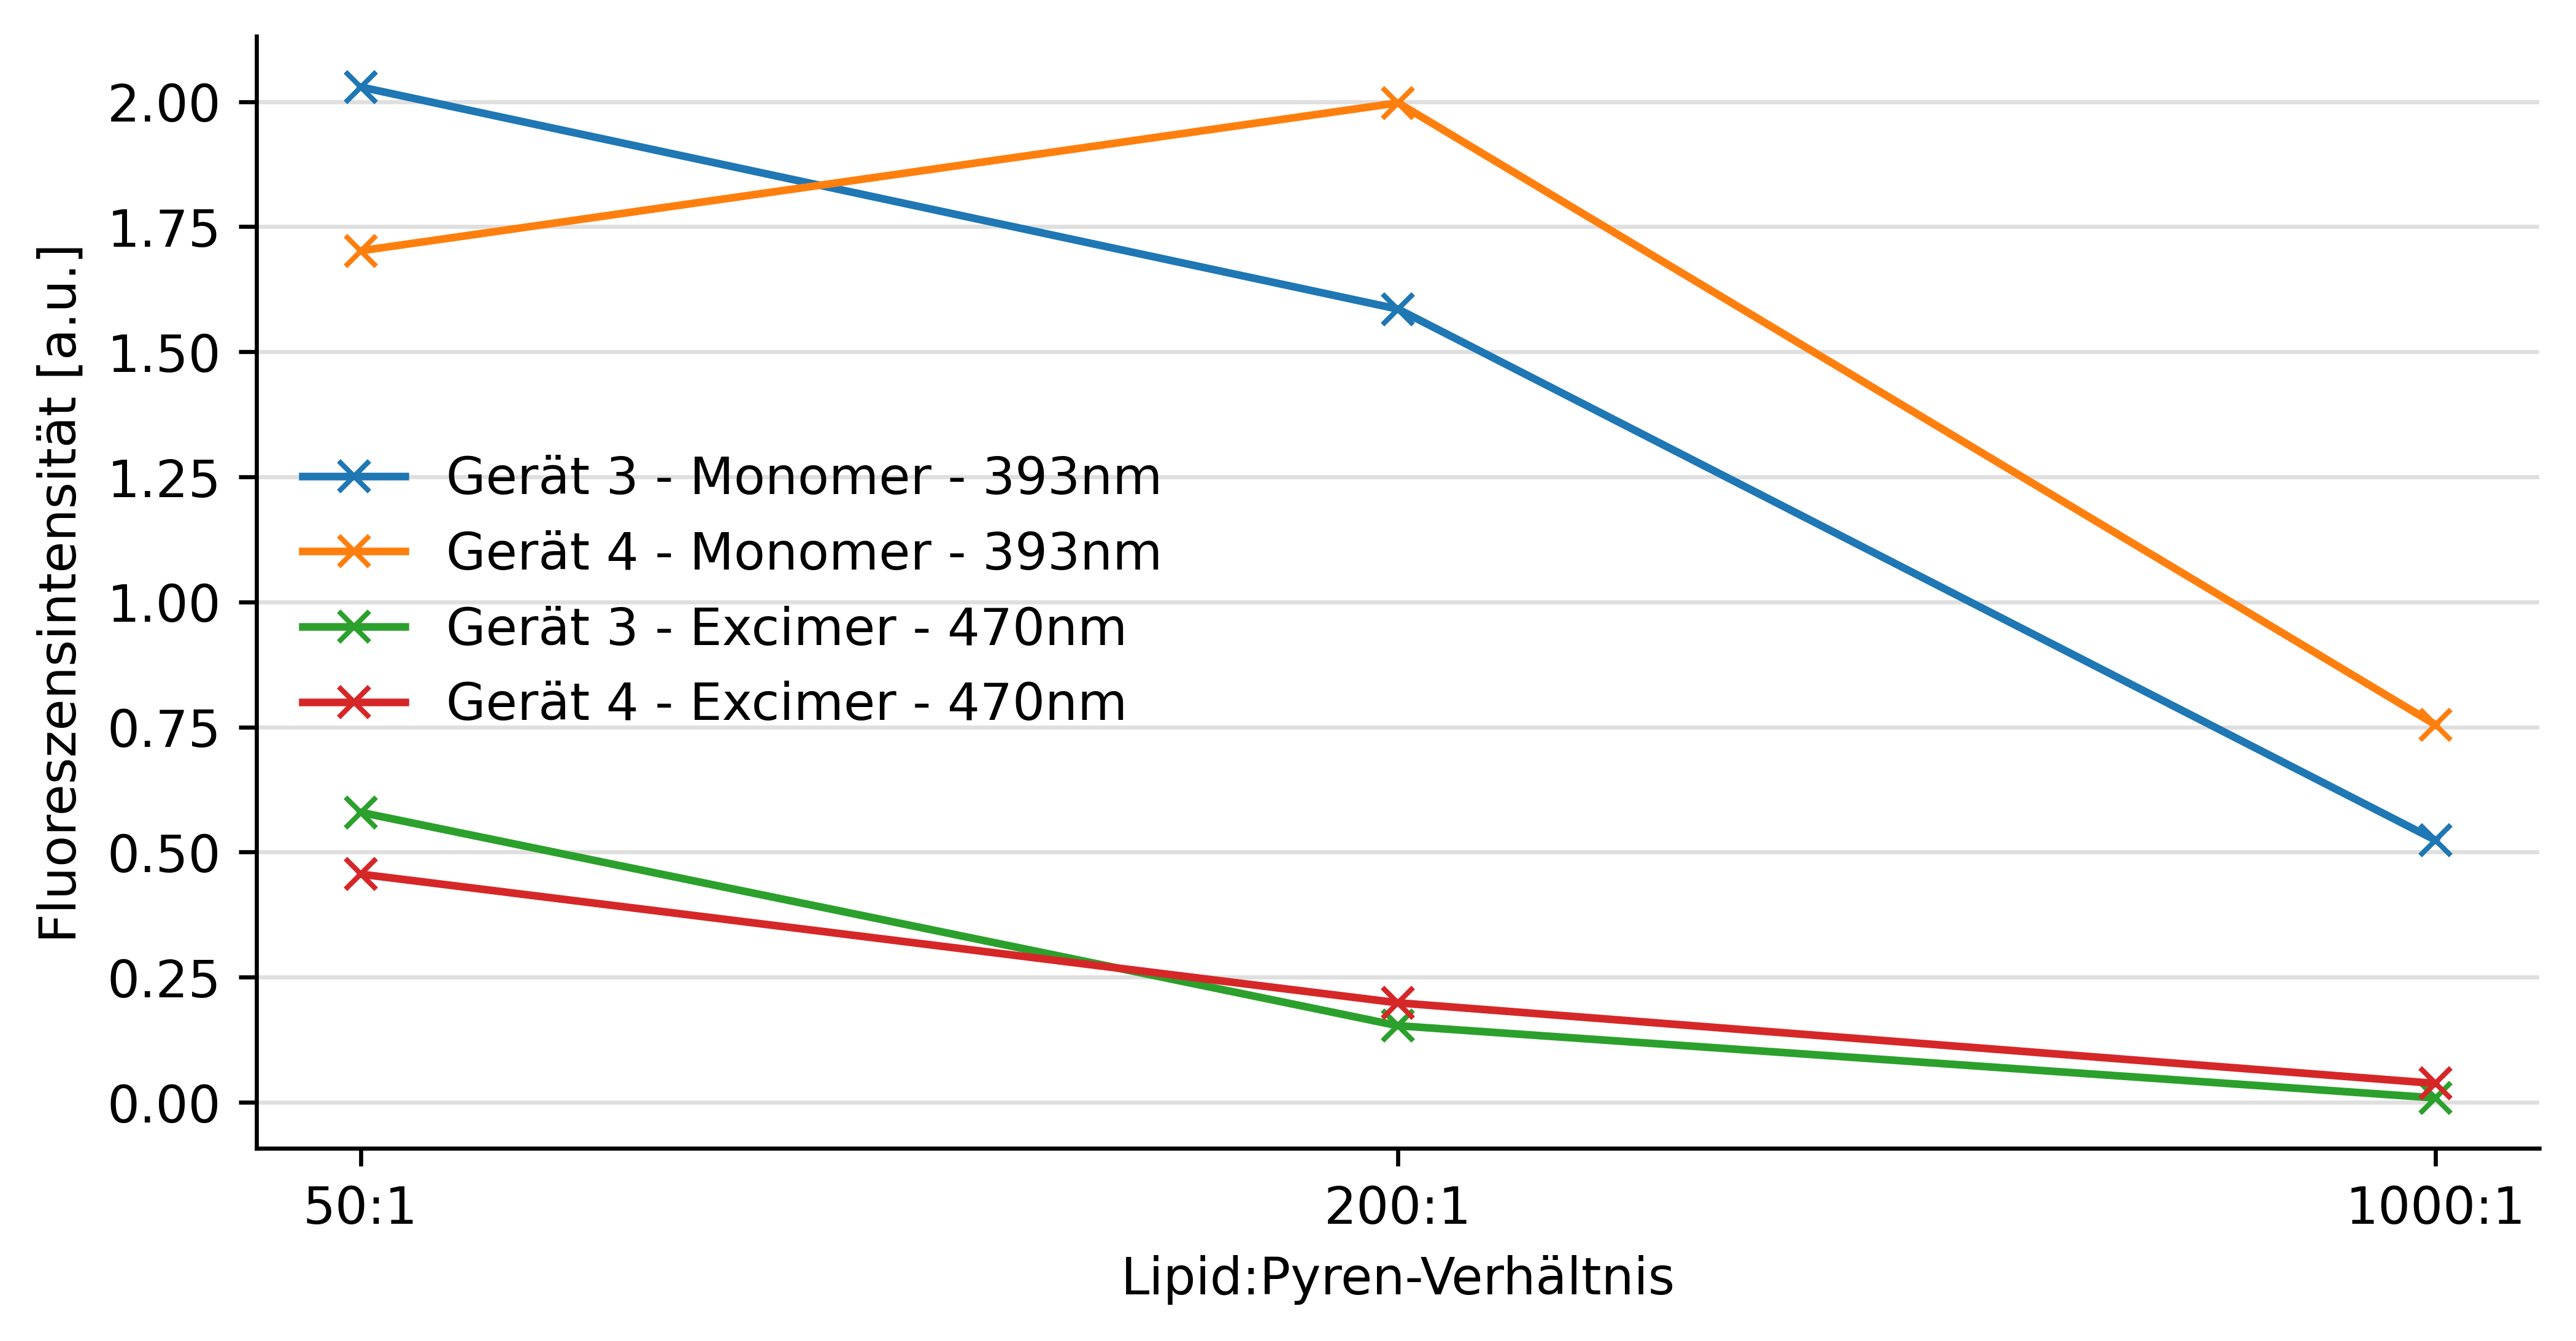 Fluoreszensintensität [a.u.]
2.00
1.75
1.50
1.25
1.00
0.75
0.50
0.25
0.00
Gerät 3 - Monomer - 393nm
Gerät 4 - Monomer - 393nm
Gerät 3 - Excimer - 470nm
Gerät 4 - Excimer - 470nm
50:1
200:1
1000:1
Lipid:Pyren-Verhältnis